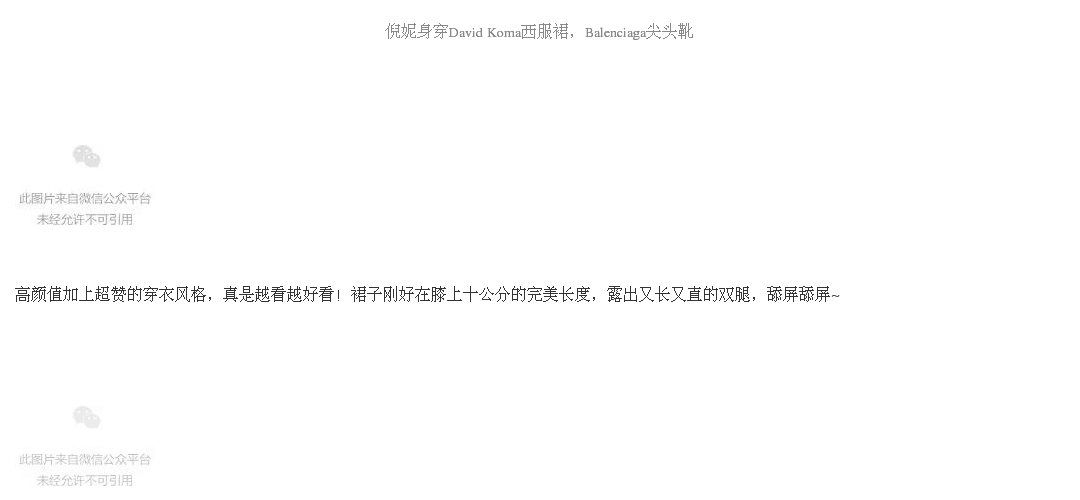 倪妮身穿David Koma西服裙，Balenciaga尖头靴
此图片来自微信公众平台
未经允许不可引用
高颜值加上超赞的穿衣风格，真是越看越好看！裙子刚好在膝上十公分的完美长度，露出又长又直的双腿，舔屏舔屏~
此图片来自微信公众平台
未经允许不可引用